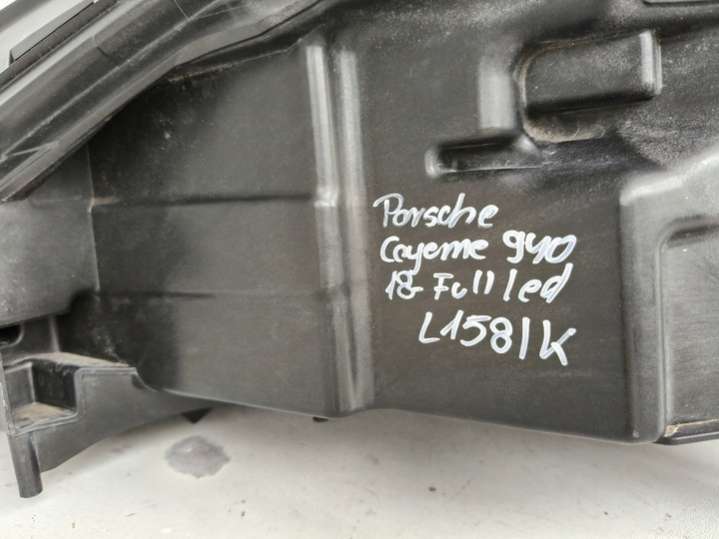 Porsche
Cayenne 9Y0
18- Full led
L1581K